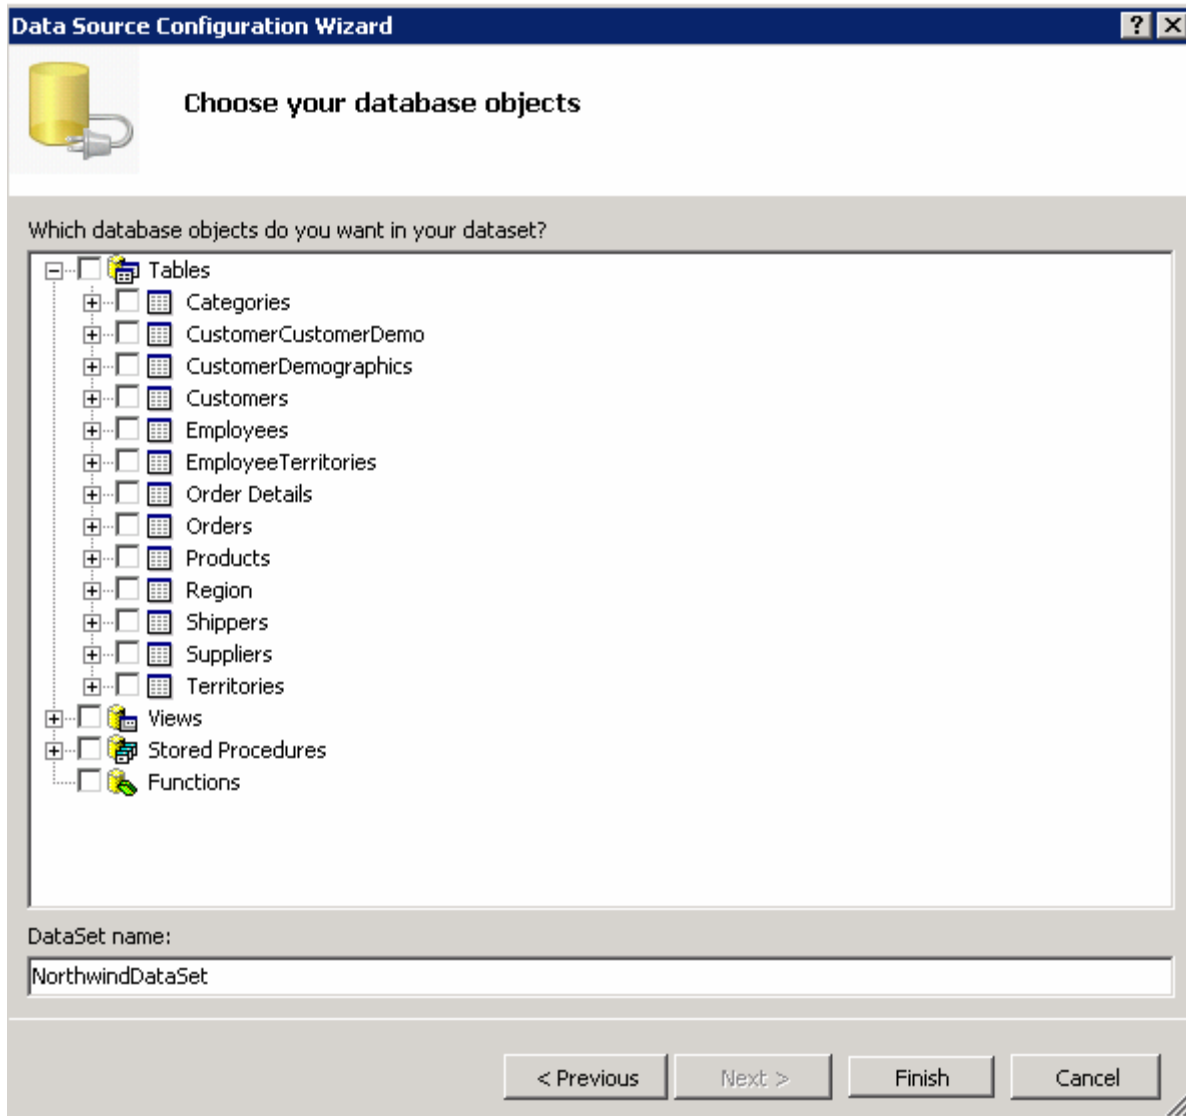 Data Source Configuration Wizard
Choose your database objects
Which database objects do you want in your dataset?
Tables
Categories
CustomerCustomerDemo
CustomerDemographics
Customers
Employees
EmployeeTerritories
Order Details
Orders
Products
Region
Shippers
Suppliers
Territories
Views
Stored Procedures
Functions
DataSet name:
NorthwindDataSet
< Previous Next > Finish Cancel